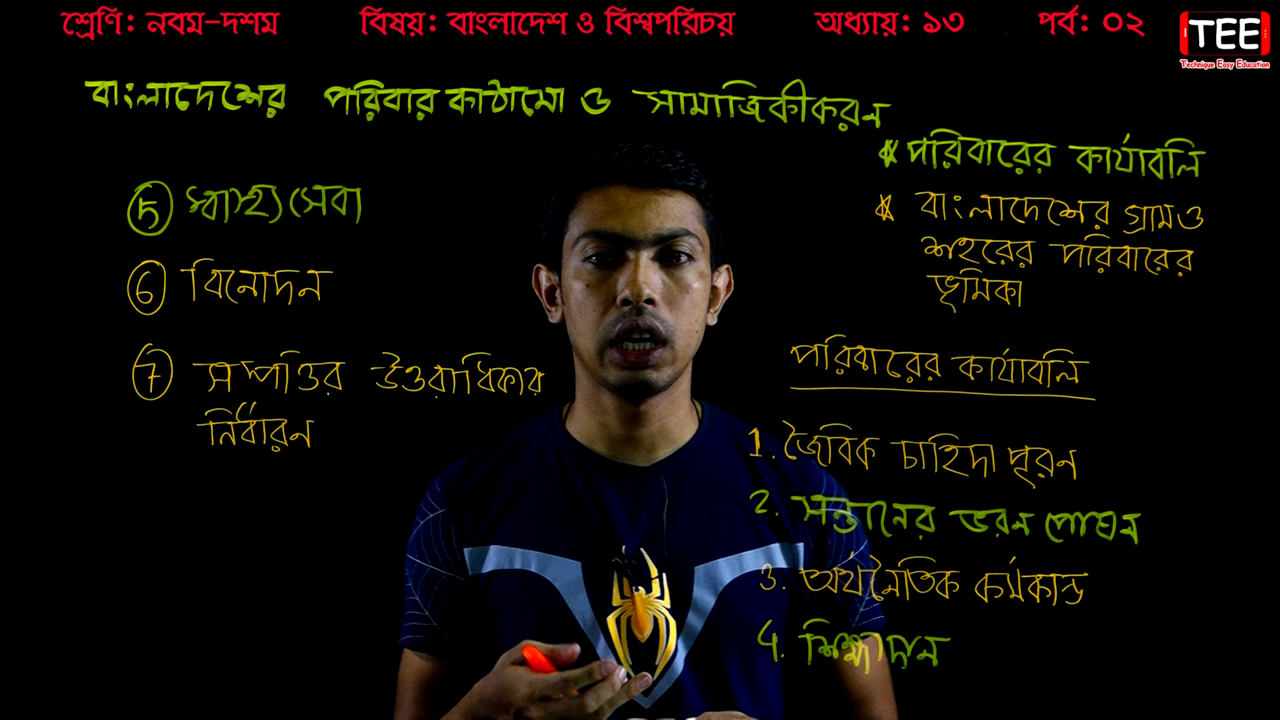 শ্রেণি: নবম-দশম বিষয়: বাংলাদেশ ও বিশ্বপরিচয় অধ্যায়: ১৩ পর্ব: ০২
TEE
Technique Easy Education
বাংলাদেশের পরিবার কাঠামো ও সামাজিকীকরন
* পরিবারের কার্যাবলি
* বাংলাদেশের গ্রাম ও
শহরের পরিবারের
ভূমিকা
পরিবারের কার্যাবলি
1. জৈবিক চাহিদা পূরন
2. সন্তানের ভরন পোষন
3. অর্থনৈতিক কর্মকান্ড
4. শিক্ষাদান
5 স্বাস্থ্যসেবা
6 বিনোদন
7 সম্পত্তির উত্তরাধিকার
নির্ধারন